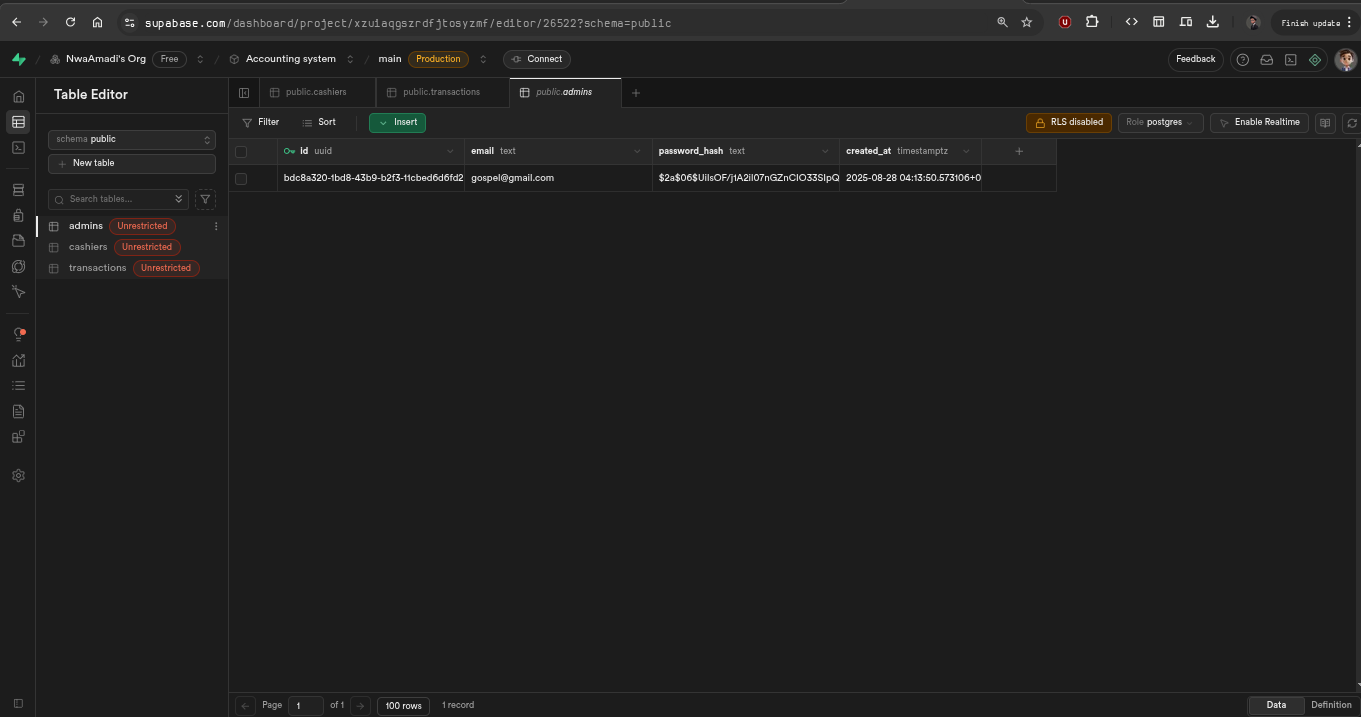 supabase.com/dashboard/project/xzuiaqgszrdfjtosyzmf/editor/26522?schema=public
Finish update
NwaAmadi's Org Free / Accounting system / main Production Connect
Feedback
Table Editor
public.cashiers public.transactions public.admins
Filter Sort Insert RLS disabled Role postgres Enable Realtime
schema public
New table
Search tables...
admins Unrestricted
cashiers Unrestricted
transactions Unrestricted
id uuid email text password_hash text created_at timestamptz
bdc8a320-1bd8-43b9-b2f3-11cbed6d6fd2 gospel@gmail.com 2025-08-28 04:13:50.573106+0
Page 1 of 1 100 rows 1 record Data Definition